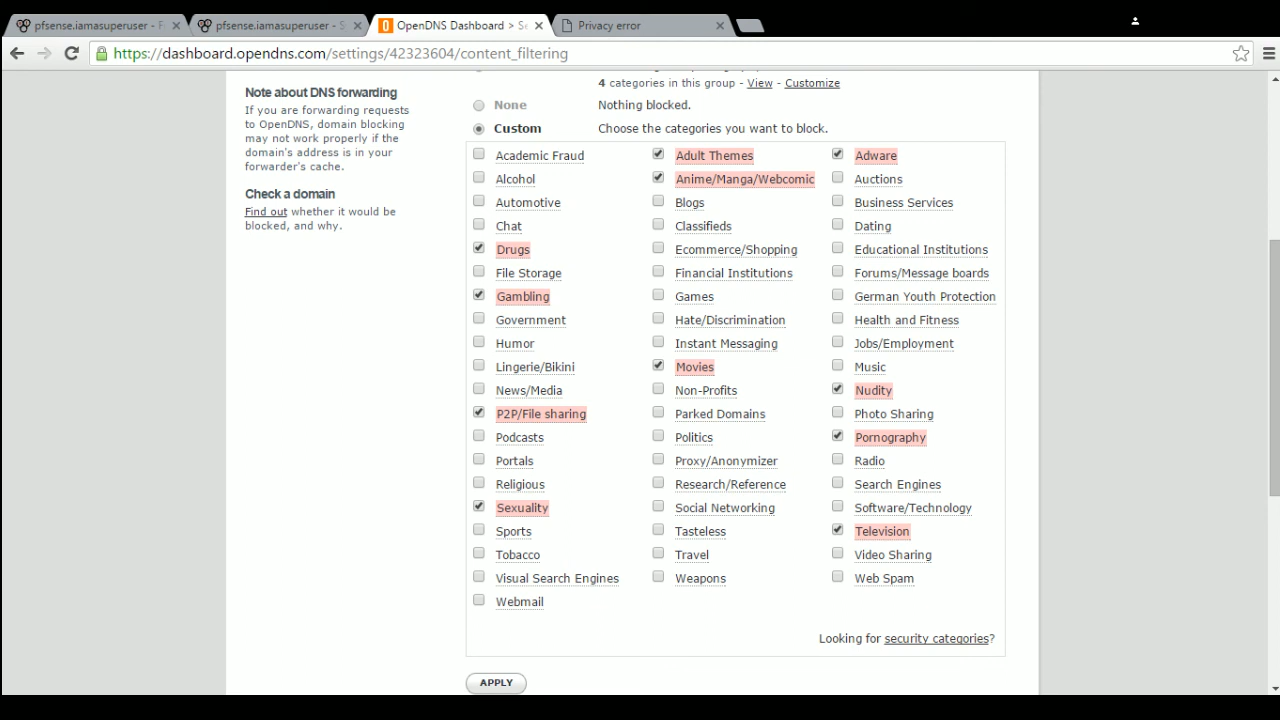 pfsense.iamasuperuser - F
pfsense.iamasuperuser - S
OpenDNS Dashboard > Se
Privacy error
https://dashboard.opendns.com/settings/42323604/content_filtering
Note about DNS forwarding
If you are forwarding requests
to OpenDNS, domain blocking
may not work properly if the
domain's address is in your
forwarder's cache.
Check a domain
Find out whether it would be
blocked, and why.
4 categories in this group - View - Customize
None Nothing blocked.
Custom Choose the categories you want to block.
Academic Fraud Adult Themes Adware
Alcohol Anime/Manga/Webcomic Auctions
Automotive Blogs Business Services
Chat Classifieds Dating
Drugs Ecommerce/Shopping Educational Institutions
File Storage Financial Institutions Forums/Message boards
Gambling Games German Youth Protection
Government Hate/Discrimination Health and Fitness
Humor Instant Messaging Jobs/Employment
Lingerie/Bikini Movies Music
News/Media Non-Profits Nudity
P2P/File sharing Parked Domains Photo Sharing
Podcasts Politics Pornography
Portals Proxy/Anonymizer Radio
Religious Research/Reference Search Engines
Sexuality Social Networking Software/Technology
Sports Tasteless Television
Tobacco Travel Video Sharing
Visual Search Engines Weapons Web Spam
Webmail
Looking for security categories?
APPLY